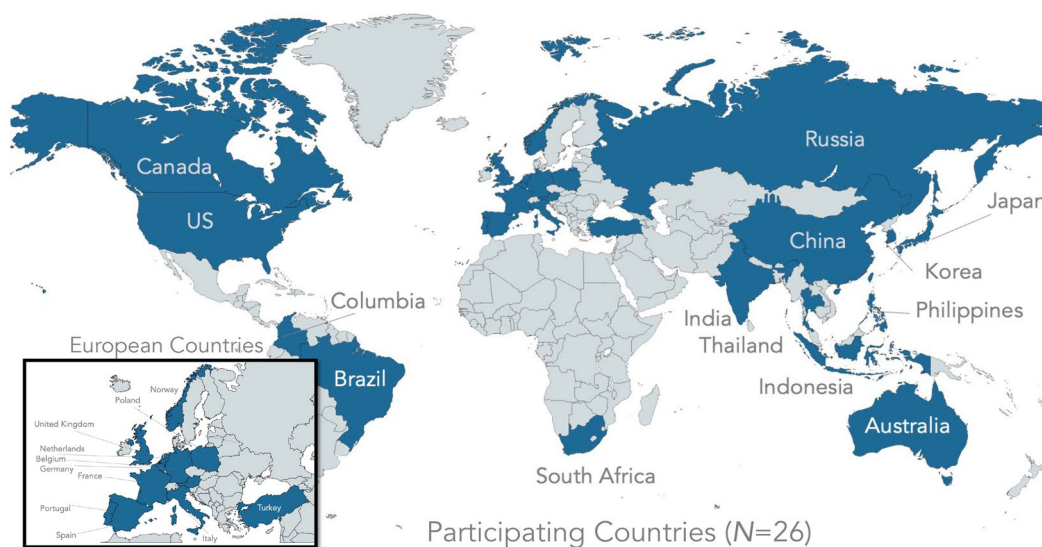 Canada
Russia
US
Japan
China
Korea
Columbia
Philippines
India
European Countries
Thailand
Brazil
Indonesia
Norway
Poland
United Kingdom
Australia
Netherlands
Belgium
Germany
France
South Africa
Portugal
Turkey
Spain
Italy
Participating Countries (N=26)